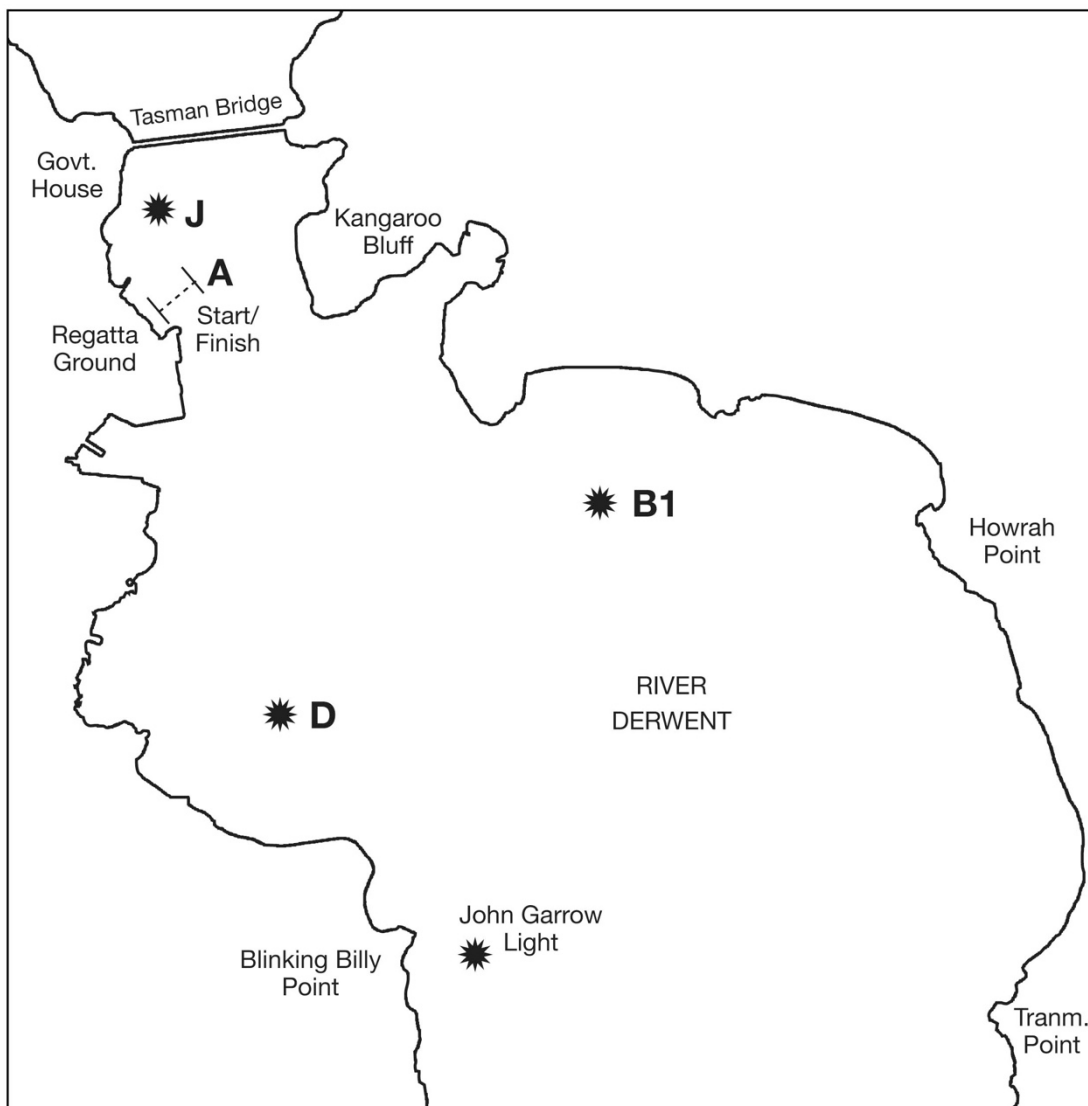 Tasman Bridge
Govt.
House
J
Kangaroo
Bluff
A
Start/
Finish
Regatta
Ground
B1
Howrah
Point
RIVER
DERWENT
D
John Garrow
Light
Blinking Billy
Point
Tranm.
Point